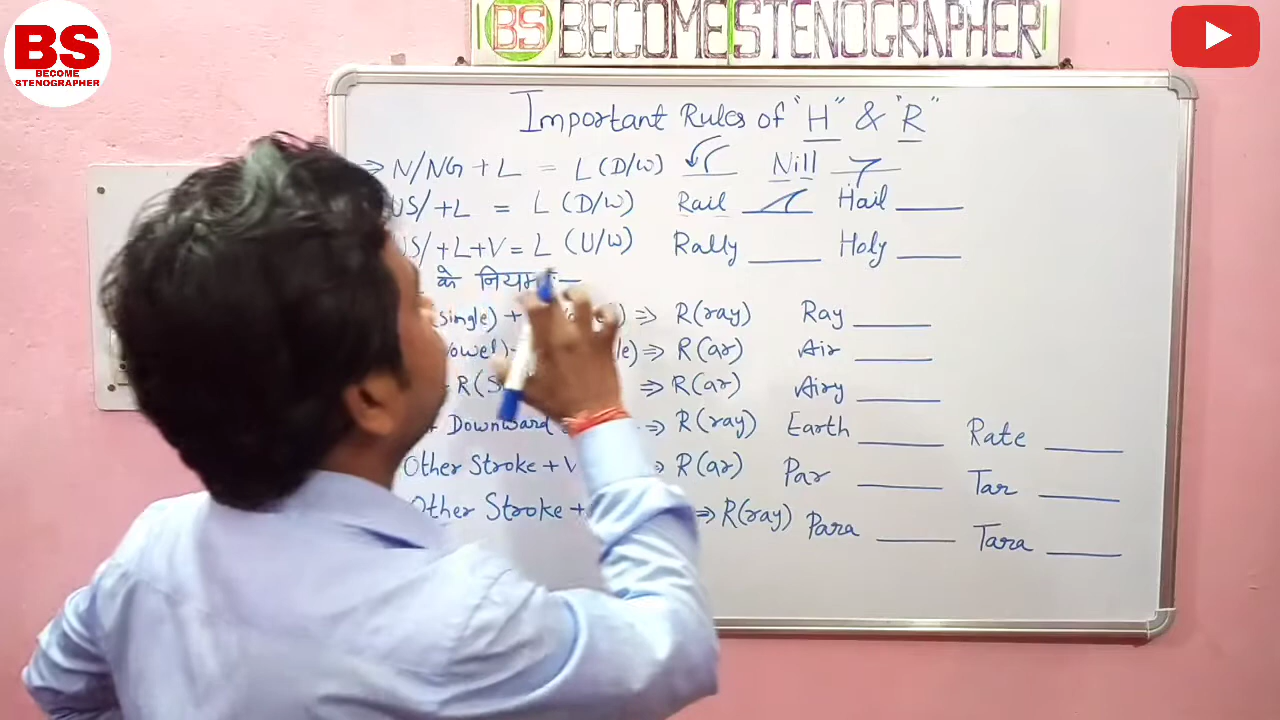 BS
BECOME
STENOGRAPHER
BS BECOME STENOGRAPHER
Important Rules of "H" & "R"
⇒ N/NG + L = L (D/W) Nill
US/ +L = L (D/W) Rail Hail
US/ +L+V = L (U/W) Rally Holy
के नियम:-
(single) + ) ⇒ R(ray) Ray
) ⇒ R(ar) Air
R(S ⇒ R(ar) Airy
Downward ⇒ R(ray) Earth Rate
Other Stroke + V R(ar) Par Tar
Other Stroke + ⇒ R(ray) Para Tara